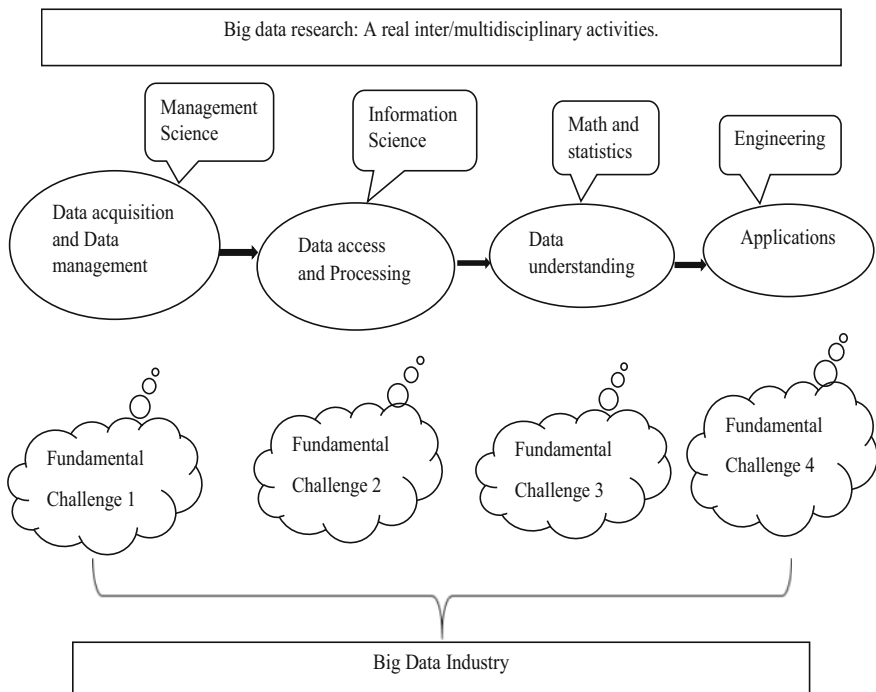 Big data research: A real inter/multidisciplinary activities.
Management
Science
Information
Science
Math and
statistics
Engineering
Data acquisition
and Data
management
Data access
and Processing
Data
understanding
Applications
Fundamental
Challenge 1
Fundamental
Challenge 2
Fundamental
Challenge 3
Fundamental
Challenge 4
Big Data Industry